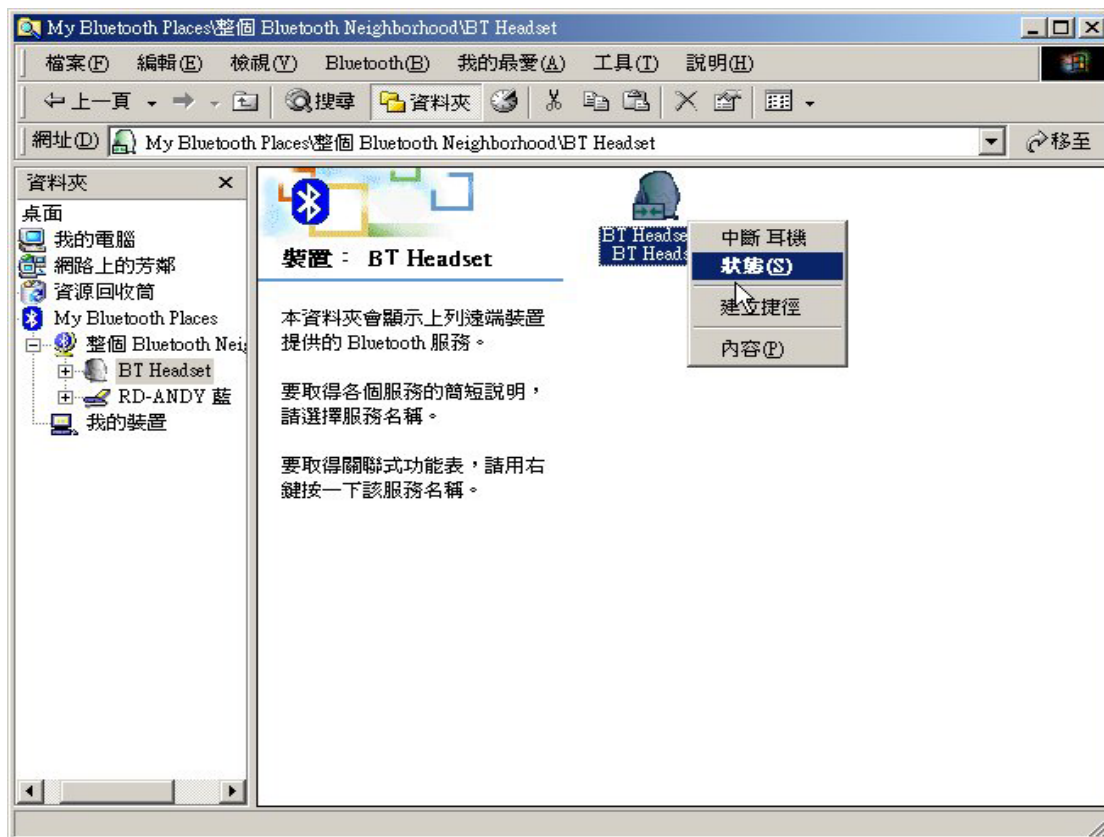 My Bluetooth Places\整個 Bluetooth Neighborhood\BT Headset
檔案(F) 編輯(E) 檢視(V) Bluetooth(B) 我的最愛(A) 工具(T) 說明(H)
上一頁 搜尋 資料夾
網址(D) My Bluetooth Places\整個 Bluetooth Neighborhood\BT Headset 移至
資料夾
桌面
我的電腦
網路上的芳鄰
資源回收筒
My Bluetooth Places
整個 Bluetooth Nei
BT Headset
RD-ANDY 藍
我的裝置
裝置： BT Headset
本資料夾會顯示上列遠端裝置
提供的 Bluetooth 服務。
要取得各個服務的簡短說明，
請選擇服務名稱。
要取得關聯式功能表，請用右
鍵按一下該服務名稱。
BT Headse
BT Heads
中斷 耳機
狀態(S)
建立捷徑
內容(P)